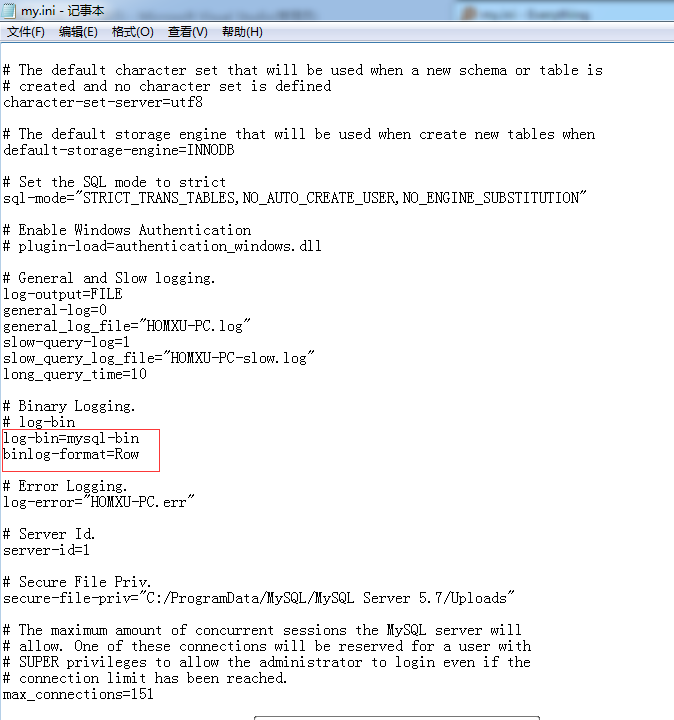 my.ini - 记事本
my.ini - Everything
文件(F) 编辑(E) 格式(O) 查看(V) 帮助(H)
# The default character set that will be used when a new schema or table is
# created and no character set is defined
character-set-server=utf8
# The default storage engine that will be used when create new tables when
default-storage-engine=INNODB
# Set the SQL mode to strict
sql-mode="STRICT_TRANS_TABLES,NO_AUTO_CREATE_USER,NO_ENGINE_SUBSTITUTION"
# Enable Windows Authentication
# plugin-load=authentication_windows.dll
# General and Slow logging.
log-output=FILE
general-log=0
general_log_file="HOMXU-PC.log"
slow-query-log=1
slow_query_log_file="HOMXU-PC-slow.log"
long_query_time=10
# Binary Logging.
# log-bin
log-bin=mysql-bin
binlog-format=Row
# Error Logging.
log-error="HOMXU-PC.err"
# Server Id.
server-id=1
# Secure File Priv.
secure-file-priv="C:/ProgramData/MySQL/MySQL Server 5.7/Uploads"
# The maximum amount of concurrent sessions the MySQL server will
# allow. One of these connections will be reserved for a user with
# SUPER privileges to allow the administrator to login even if the
# connection limit has been reached.
max_connections=151